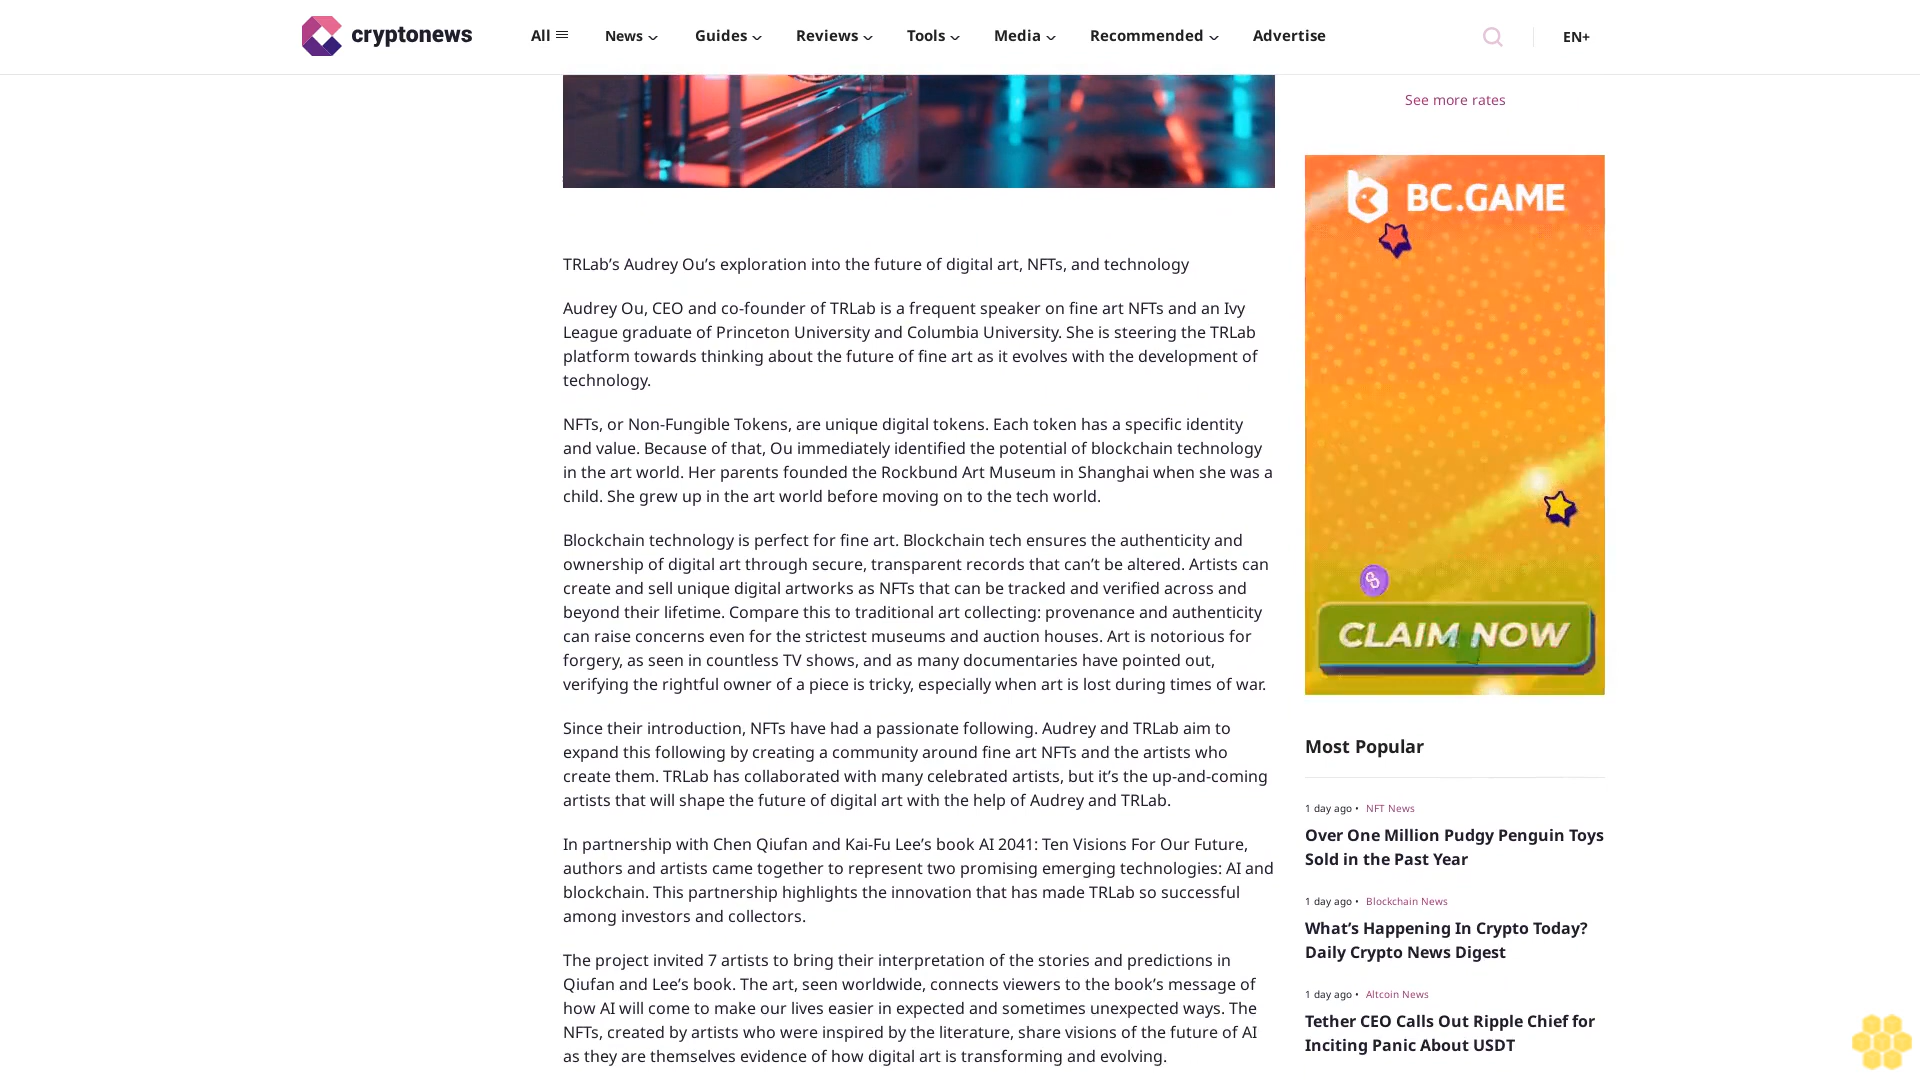 cryptonews
All
News
Guides
Reviews
Tools
Media
Recommended
Advertise
EN+
TRLab’s Audrey Ou’s exploration into the future of digital art, NFTs, and technology
Audrey Ou, CEO and co-founder of TRLab is a frequent speaker on fine art NFTs and an Ivy
League graduate of Princeton University and Columbia University. She is steering the TRLab
platform towards thinking about the future of fine art as it evolves with the development of
technology.
NFTs, or Non-Fungible Tokens, are unique digital tokens. Each token has a specific identity
and value. Because of that, Ou immediately identified the potential of blockchain technology
in the art world. Her parents founded the Rockbund Art Museum in Shanghai when she was a
child. She grew up in the art world before moving on to the tech world.
Blockchain technology is perfect for fine art. Blockchain tech ensures the authenticity and
ownership of digital art through secure, transparent records that can’t be altered. Artists can
create and sell unique digital artworks as NFTs that can be tracked and verified across and
beyond their lifetime. Compare this to traditional art collecting: provenance and authenticity
can raise concerns even for the strictest museums and auction houses. Art is notorious for
forgery, as seen in countless TV shows, and as many documentaries have pointed out,
verifying the rightful owner of a piece is tricky, especially when art is lost during times of war.
Since their introduction, NFTs have had a passionate following. Audrey and TRLab aim to
expand this following by creating a community around fine art NFTs and the artists who
create them. TRLab has collaborated with many celebrated artists, but it’s the up-and-coming
artists that will shape the future of digital art with the help of Audrey and TRLab.
In partnership with Chen Qiufan and Kai-Fu Lee’s book AI 2041: Ten Visions For Our Future,
authors and artists came together to represent two promising emerging technologies: AI and
blockchain. This partnership highlights the innovation that has made TRLab so successful
among investors and collectors.
The project invited 7 artists to bring their interpretation of the stories and predictions in
Qiufan and Lee’s book. The art, seen worldwide, connects viewers to the book’s message of
how AI will come to make our lives easier in expected and sometimes unexpected ways. The
NFTs, created by artists who were inspired by the literature, share visions of the future of AI
as they are themselves evidence of how digital art is transforming and evolving.
See more rates
BC.GAME
CLAIM NOW
Most Popular
1 day ago • NFT News
Over One Million Pudgy Penguin Toys
Sold in the Past Year
1 day ago • Blockchain News
What’s Happening In Crypto Today?
Daily Crypto News Digest
1 day ago • Altcoin News
Tether CEO Calls Out Ripple Chief for
Inciting Panic About USDT